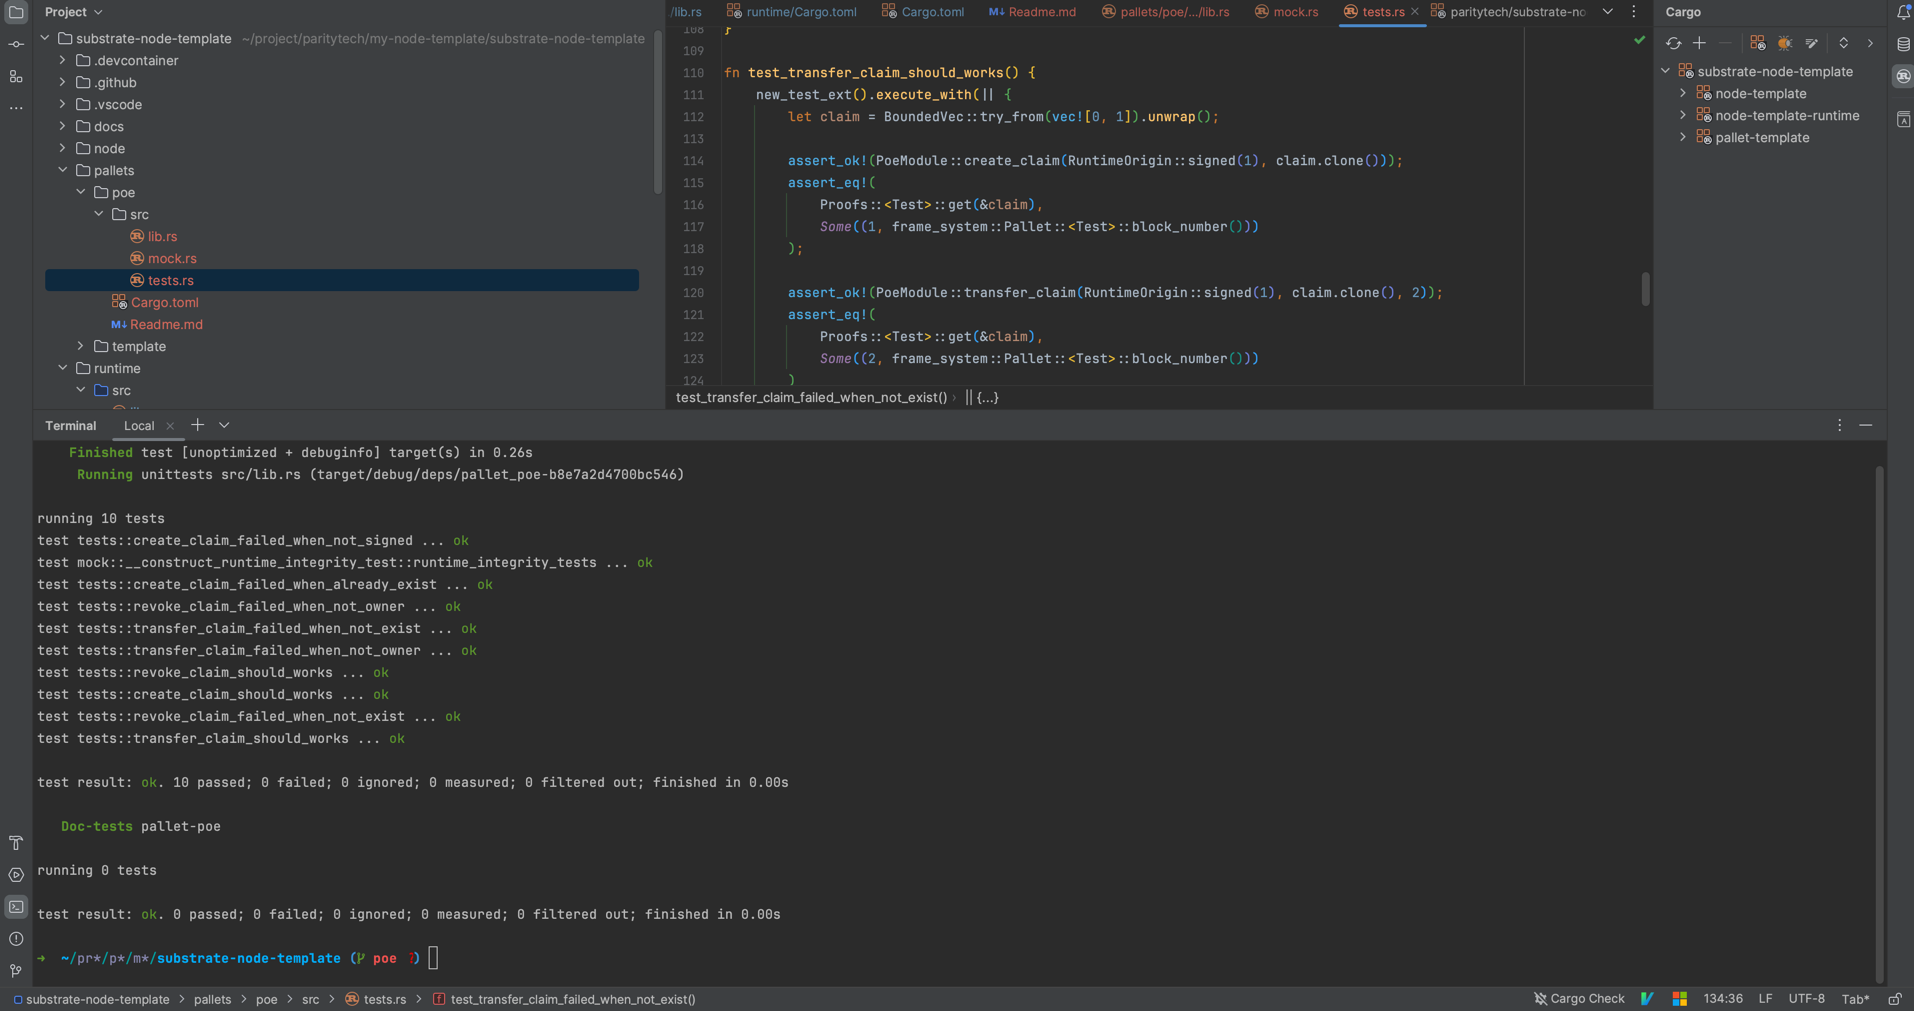 Project
substrate-node-template ~/project/paritytech/my-node-template/substrate-node-template
.devcontainer
.github
.vscode
docs
node
pallets
poe
src
lib.rs
mock.rs
tests.rs
Cargo.toml
M↓ Readme.md
template
runtime
src
/lib.rs runtime/Cargo.toml Cargo.toml M↓ Readme.md pallets/poe/.../lib.rs mock.rs tests.rs paritytech/substrate-no
108 }
109
110 fn test_transfer_claim_should_works() {
111 new_test_ext().execute_with(|| {
112 let claim = BoundedVec::try_from(vec![0, 1]).unwrap();
113
114 assert_ok!(PoeModule::create_claim(RuntimeOrigin::signed(1), claim.clone()));
115 assert_eq!(
116 Proofs::<Test>::get(&claim),
117 Some((1, frame_system::Pallet::<Test>::block_number()))
118 );
119
120 assert_ok!(PoeModule::transfer_claim(RuntimeOrigin::signed(1), claim.clone(), 2));
121 assert_eq!(
122 Proofs::<Test>::get(&claim),
123 Some((2, frame_system::Pallet::<Test>::block_number()))
124 )
test_transfer_claim_failed_when_not_exist() › || {...}
Cargo
substrate-node-template
node-template
node-template-runtime
pallet-template
Terminal Local
Finished test [unoptimized + debuginfo] target(s) in 0.26s
Running unittests src/lib.rs (target/debug/deps/pallet_poe-b8e7a2d4700bc546)
running 10 tests
test tests::create_claim_failed_when_not_signed ... ok
test mock::__construct_runtime_integrity_test::runtime_integrity_tests ... ok
test tests::create_claim_failed_when_already_exist ... ok
test tests::revoke_claim_failed_when_not_owner ... ok
test tests::transfer_claim_failed_when_not_exist ... ok
test tests::transfer_claim_failed_when_not_owner ... ok
test tests::revoke_claim_should_works ... ok
test tests::create_claim_should_works ... ok
test tests::revoke_claim_failed_when_not_exist ... ok
test tests::transfer_claim_should_works ... ok
test result: ok. 10 passed; 0 failed; 0 ignored; 0 measured; 0 filtered out; finished in 0.00s
Doc-tests pallet-poe
running 0 tests
test result: ok. 0 passed; 0 failed; 0 ignored; 0 measured; 0 filtered out; finished in 0.00s
→ ~/pr*/p*/m*/substrate-node-template (poe ?)
substrate-node-template › pallets › poe › src › tests.rs › f test_transfer_claim_failed_when_not_exist()
Cargo Check 134:36 LF UTF-8 Tab*